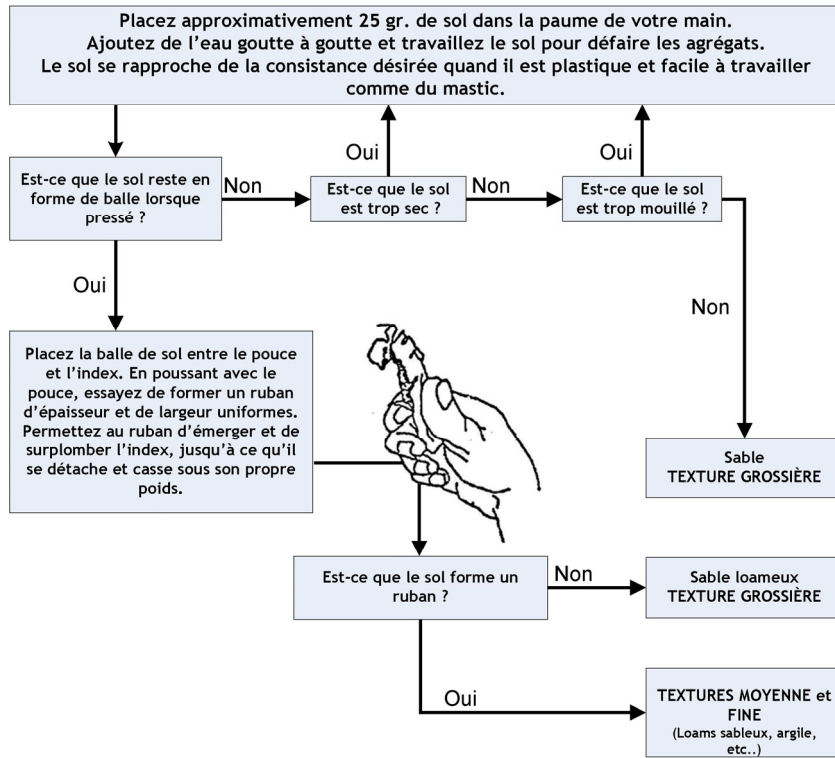 Placez approximativement 25 gr. de sol dans la paume de votre main.
Ajoutez de l'eau goutte à goutte et travaillez le sol pour défaire les agrégats.
Le sol se rapproche de la consistance désirée quand il est plastique et facile à travailler
comme du mastic.
Oui
Oui
Est-ce que le sol reste en
forme de balle lorsque
pressé ?
Non
Est-ce que le sol
est trop sec ?
Non
Est-ce que le sol
est trop mouillé ?
Oui
Non
Placez la balle de sol entre le pouce
et l'index. En poussant avec le
pouce, essayez de former un ruban
d'épaisseur et de largeur uniformes.
Permettez au ruban d'émerger et de
surplomber l'index, jusqu'à ce qu'il
se détache et casse sous son propre
poids.
Sable
TEXTURE GROSSIÈRE
Est-ce que le sol forme un
ruban ?
Non
Sable loameux
TEXTURE GROSSIÈRE
Oui
TEXTURES MOYENNE et
FINE
(Loams sableux, argile,
etc..)